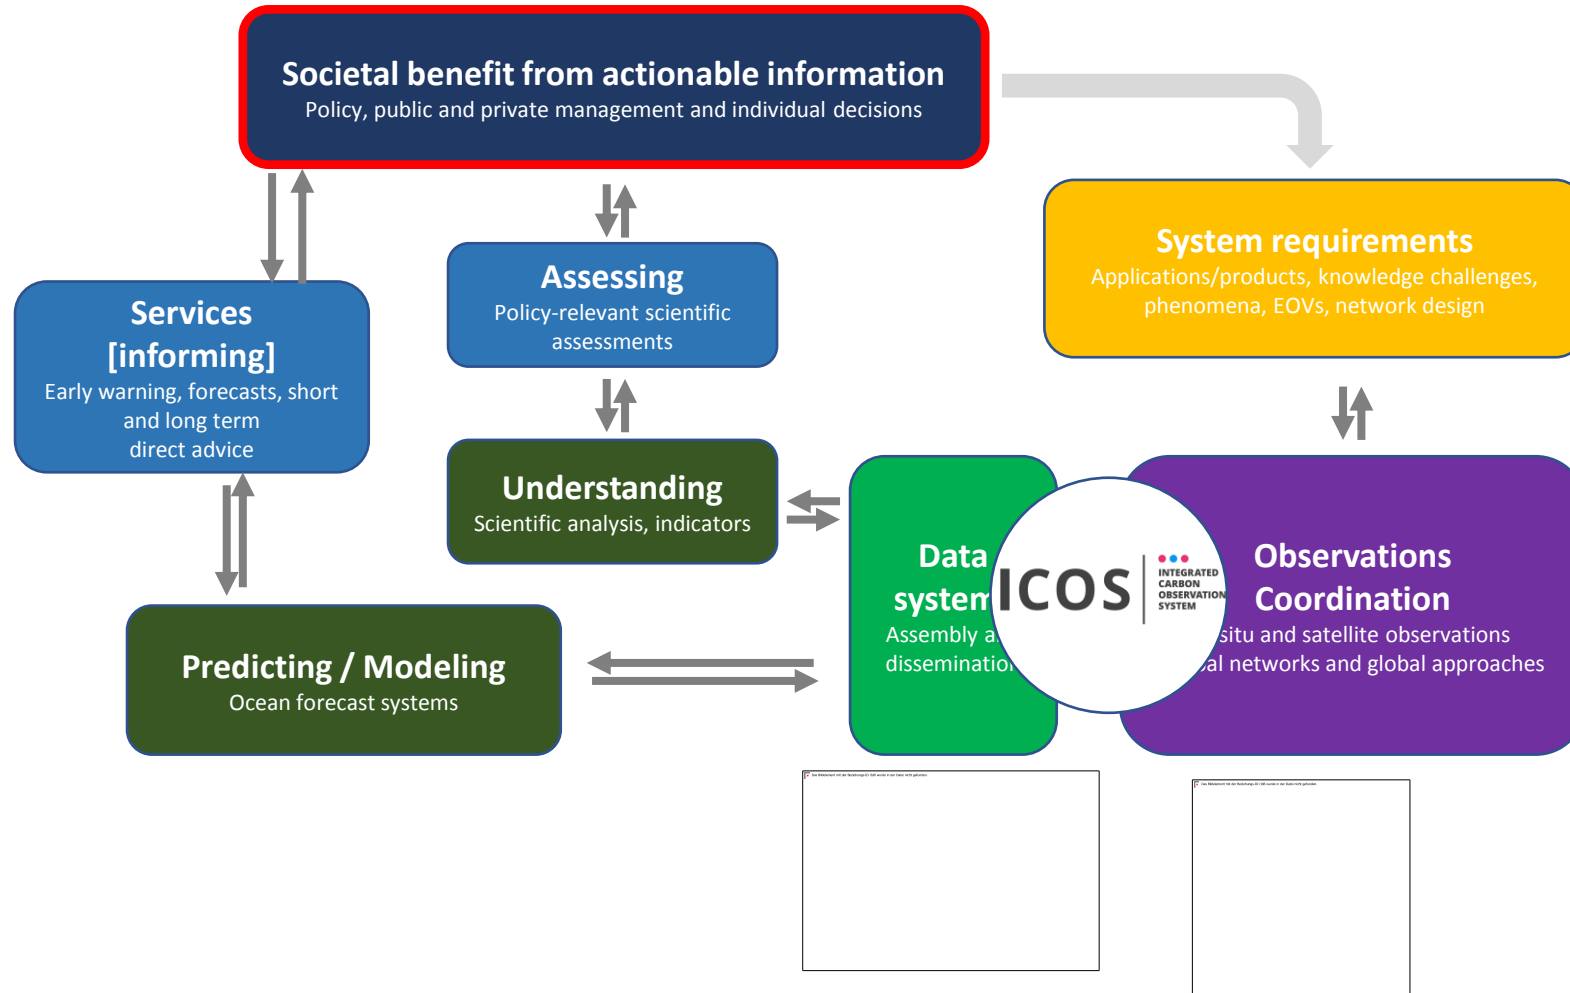 Societal benefit from actionable information
Policy, public and private management and individual decisions
System requirements
Applications/products, knowledge challenges,
phenomena, EOVs, network design
Assessing
Policy-relevant scientific
assessments
Services
[informing]
Early warning, forecasts, short
and long term
direct advice
Understanding
Scientific analysis, indicators
Data
system
Assembly a
dissemination
ICOS
INTEGRATED
CARBON
OBSERVATION
SYSTEM
Observations
Coordination
situ and satellite observations
al networks and global approaches
Predicting / Modeling
Ocean forecast systems